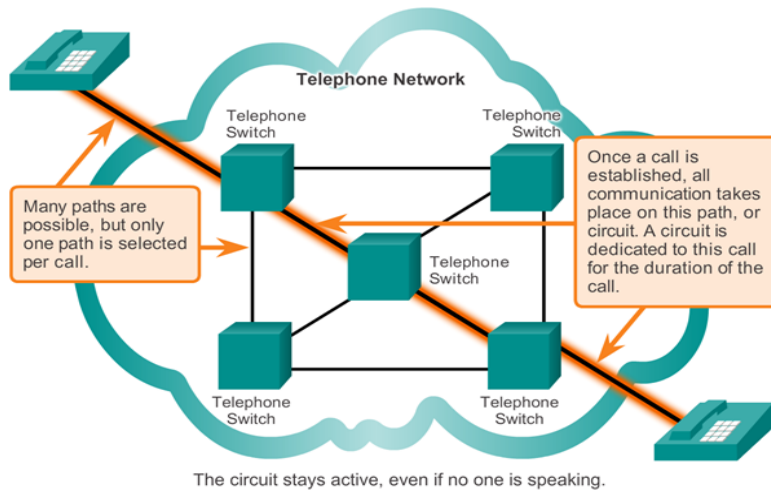 Telephone Network
Telephone
Switch
Telephone
Switch
Many paths are
possible, but only
one path is selected
per call.
Once a call is
established, all
communication takes
place on this path, or
circuit. A circuit is
dedicated to this call
for the duration of the
call.
Telephone
Switch
Telephone
Switch
Telephone
Switch
The circuit stays active, even if no one is speaking.